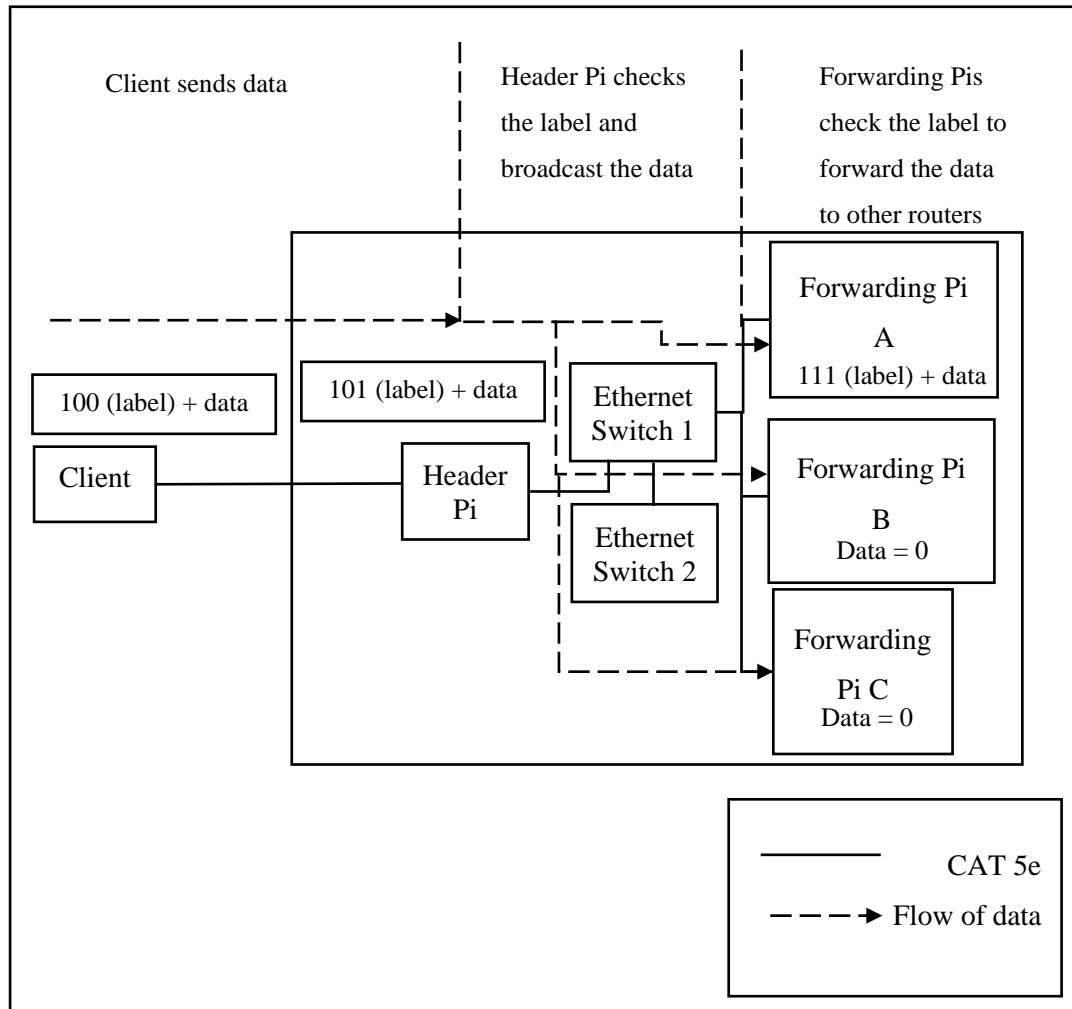 Client sends data
Header Pi checks
the label and
broadcast the data
Forwarding Pis
check the label to
forward the data
to other routers
100 (label) + data
Client
101 (label) + data
Header
Pi
Ethernet
Switch 1
Ethernet
Switch 2
Forwarding Pi
A
111 (label) + data
Forwarding Pi
B
Data = 0
Forwarding
Pi C
Data = 0
CAT 5e
Flow of data